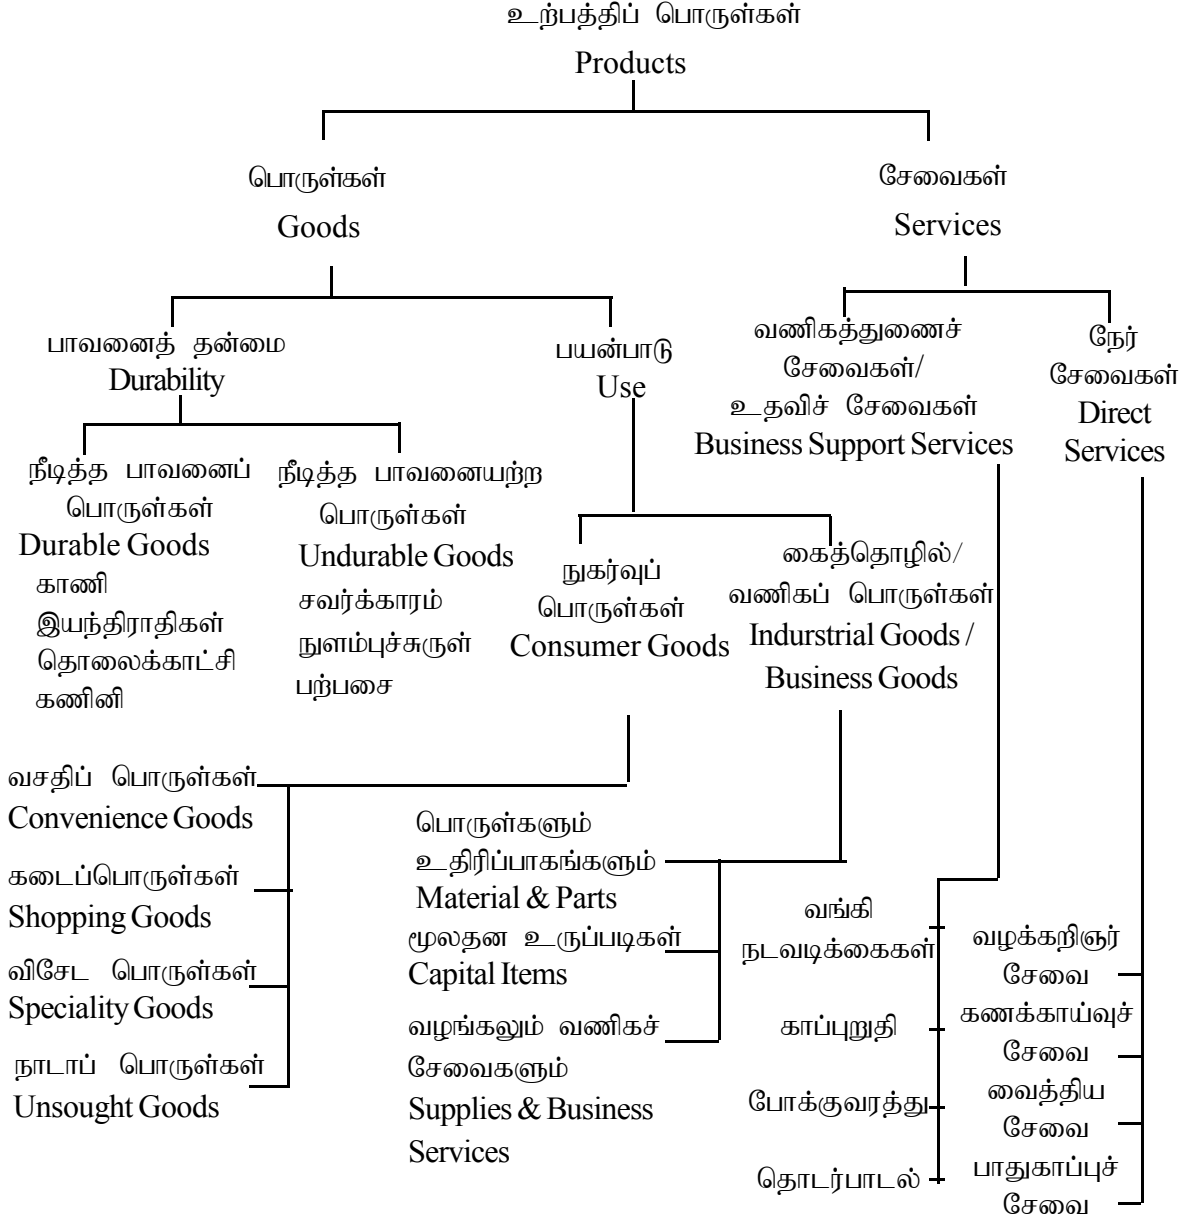 உற்பத்திப் பொருள்கள்
Products
பொருள்கள்
Goods
சேவைகள்
Services
பாவனைத் தன்மை
Durability
பயன்பாடு
Use
வணிகத்துணைச்
சேவைகள்/
உதவிச் சேவைகள்
Business Support Services
நேர்
சேவைகள்
Direct
Services
நீடித்த பாவனைப்
பொருள்கள்
Durable Goods
காணி
இயந்திராதிகள்
தொலைக்காட்சி
கணினி
நீடித்த பாவனையற்ற
பொருள்கள்
Undurable Goods
சவர்க்காரம்
நுளம்புச்சுருள்
பற்பசை
நுகர்வுப்
பொருள்கள்
Consumer Goods
கைத்தொழில்/
வணிகப் பொருள்கள்
Indurstrial Goods /
Business Goods
வசதிப் பொருள்கள்
Convenience Goods
கடைப்பொருள்கள்
Shopping Goods
விசேட பொருள்கள்
Speciality Goods
நாடாப் பொருள்கள்
Unsought Goods
பொருள்களும்
உதிரிப்பாகங்களும்
Material & Parts
மூலதன உருப்படிகள்
Capital Items
வழங்கலும் வணிகச்
சேவைகளும்
Supplies & Business
Services
வங்கி
நடவடிக்கைகள்
காப்புறுதி
போக்குவரத்து
தொடர்பாடல்
வழக்கறிஞர்
சேவை
கணக்காய்வுச்
சேவை
வைத்திய
சேவை
பாதுகாப்புச்
சேவை